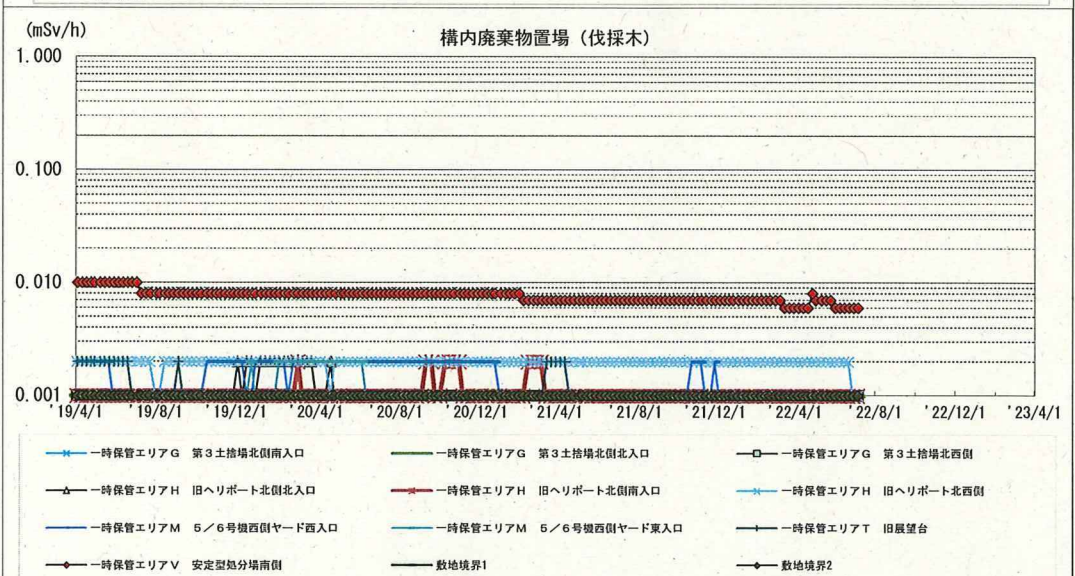 (mSv/h)
構内廃棄物置場（伐採木）
1.000
0.100
0.010
0.001
'19/4/1 '19/8/1 '19/12/1 '20/4/1 '20/8/1 '20/12/1 '21/4/1 '21/8/1 '21/12/1 '22/4/1 '22/8/1 '22/12/1 '23/4/1
一時保管エリアG 第３土捨場北側南入口 一時保管エリアG 第３土捨場北側北入口 一時保管エリアG 第３土捨場北西側
一時保管エリアH 旧ヘリポート北側北入口 一時保管エリアH 旧ヘリポート北側南入口 一時保管エリアH 旧ヘリポート北西側
一時保管エリアM ５／６号機西側ヤード西入口 一時保管エリアM ５／６号機西側ヤード東入口 一時保管エリアT 旧展望台
一時保管エリアV 安定型処分場南側 敷地境界1 敷地境界2